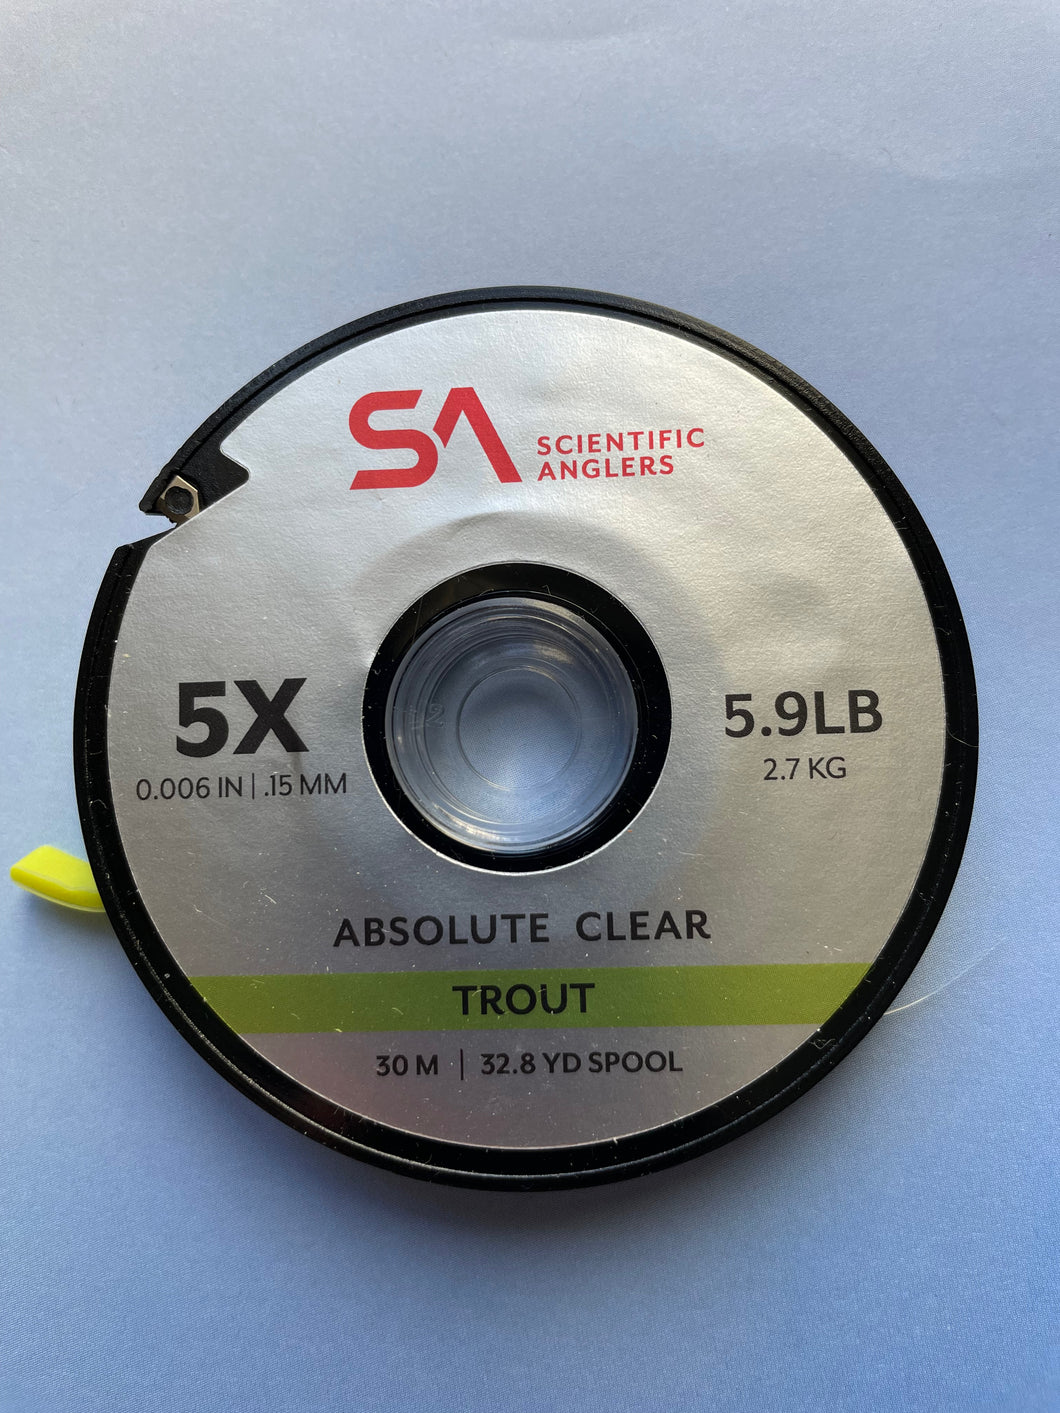 SA SCIENTIFIC
ANGLERS
5X
0.006 IN | .15 MM
5.9LB
2.7 KG
ABSOLUTE CLEAR
TROUT
30 M | 32.8 YD SPOOL